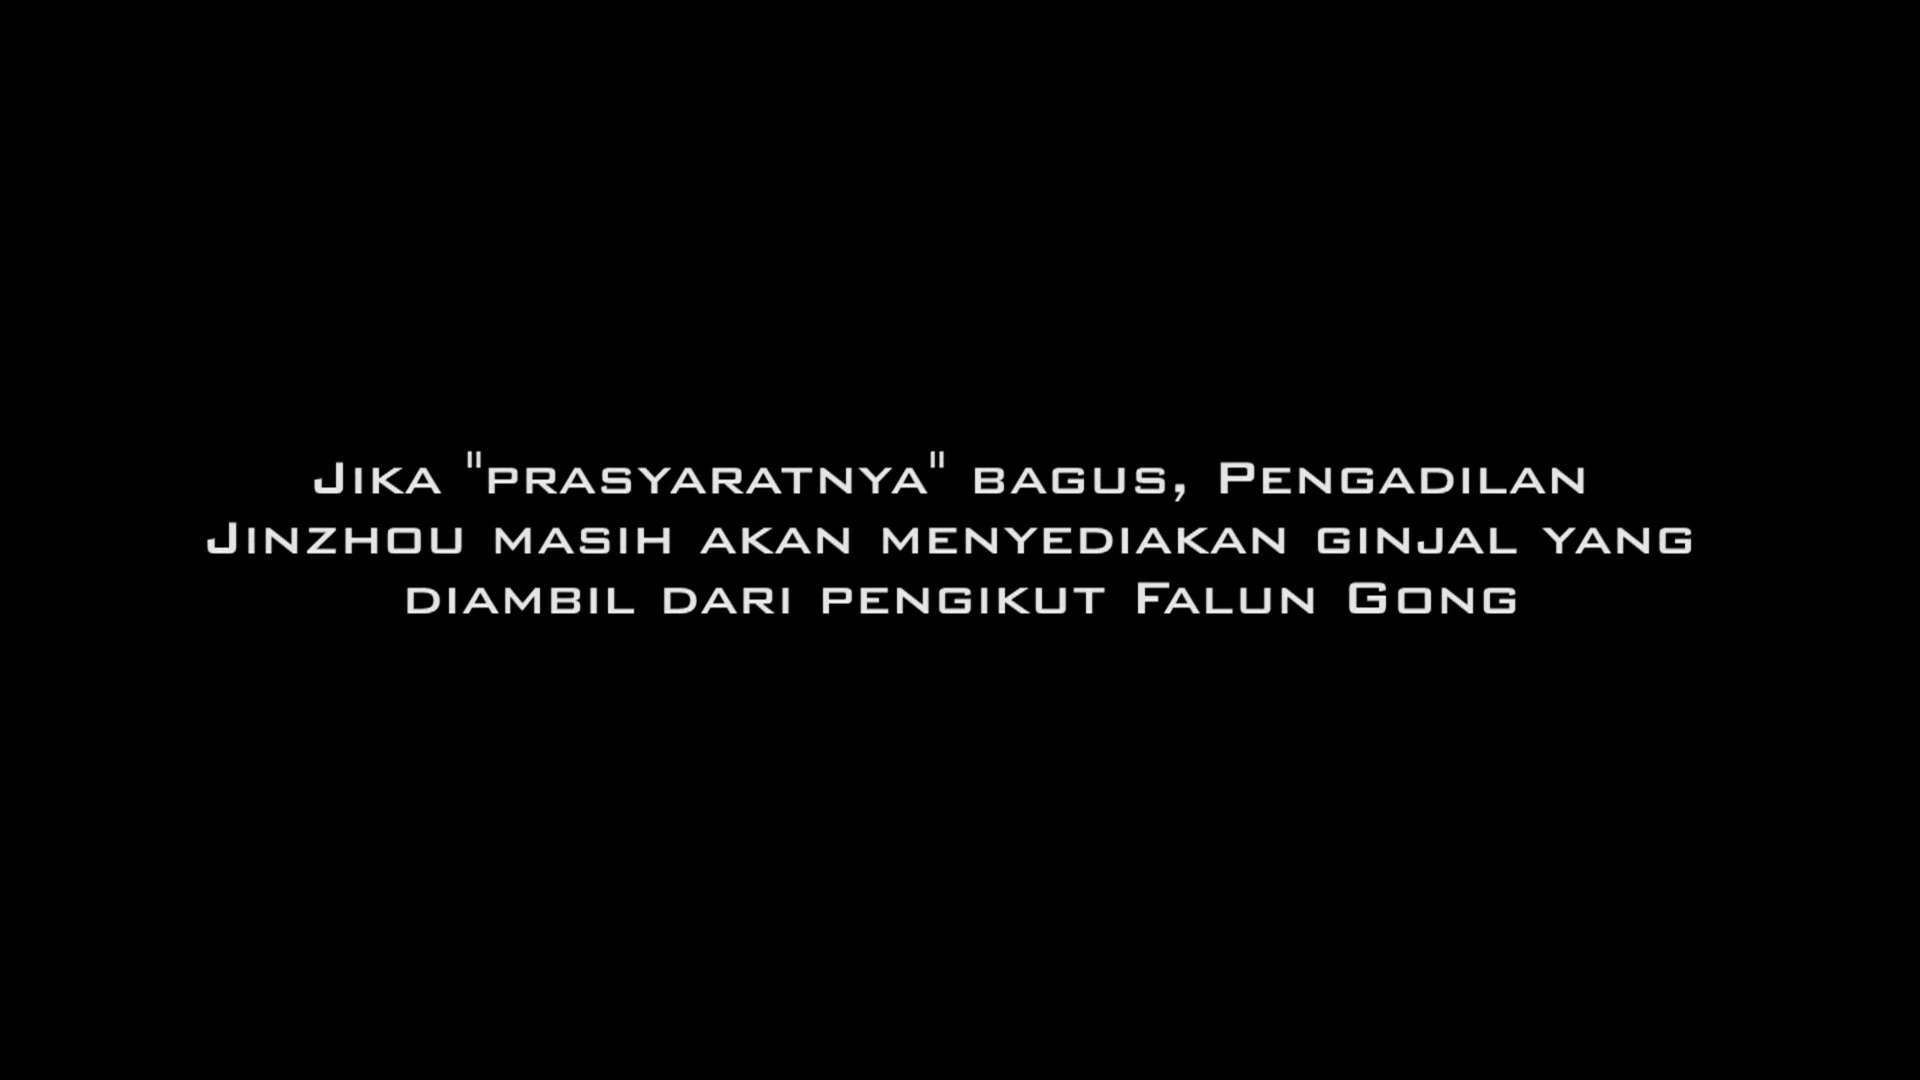 Jika "prasyaratnya" bagus, Pengadilan
Jinzhou masih akan menyediakan ginjal yang
diambil dari pengikut Falun Gong